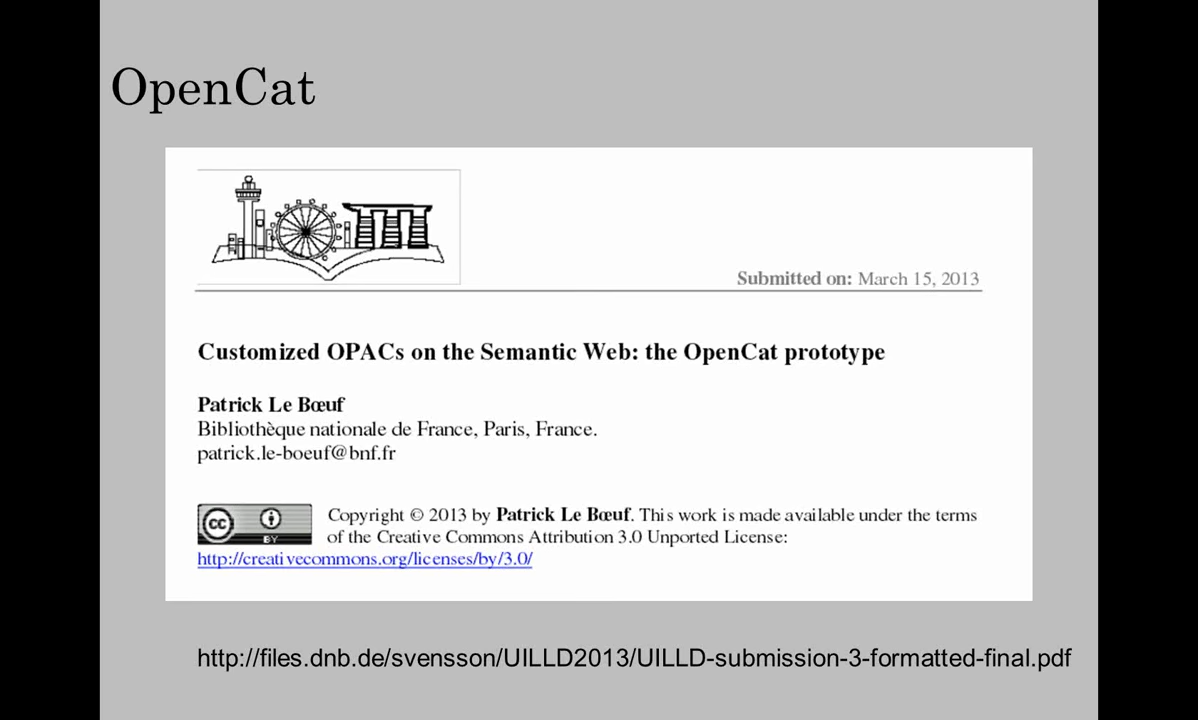 OpenCat
Submitted on: March 15, 2013
Customized OPACs on the Semantic Web: the OpenCat prototype
Patrick Le Bœuf
Bibliothèque nationale de France, Paris, France.
patrick.le-boeuf@bnf.fr
cc BY
Copyright © 2013 by Patrick Le Bœuf. This work is made available under the terms
of the Creative Commons Attribution 3.0 Unported License:
http://creativecommons.org/licenses/by/3.0/
http://files.dnb.de/svensson/UILLD2013/UILLD-submission-3-formatted-final.pdf